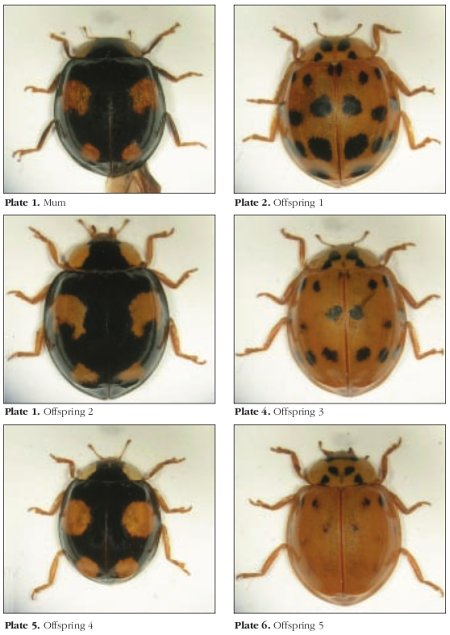 Plate 1. Mum
Plate 2. Offspring 1
Plate 1. Offspring 2
Plate 4. Offspring 3
Plate 5. Offspring 4
Plate 6. Offspring 5